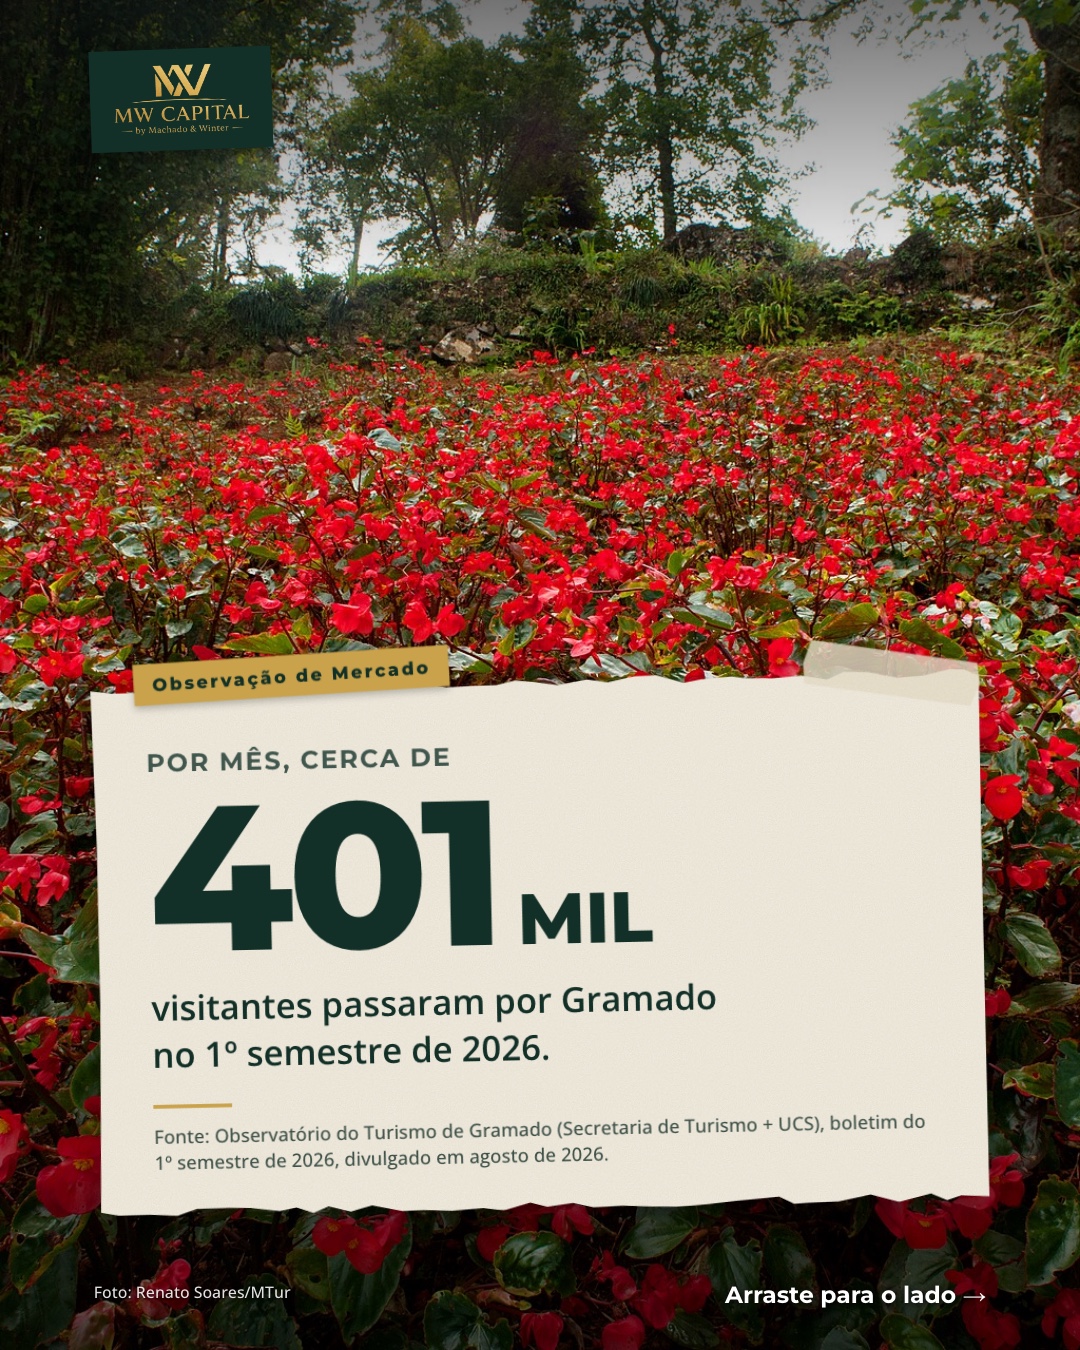 MW CAPITAL
by Machado & Winter
Observação de Mercado
POR MÊS, CERCA DE
401 MIL
visitantes passaram por Gramado
no 1º semestre de 2026.
Fonte: Observatório do Turismo de Gramado (Secretaria de Turismo + UCS), boletim do
1º semestre de 2026, divulgado em agosto de 2026.
Foto: Renato Soares/MTur
Arraste para o lado →